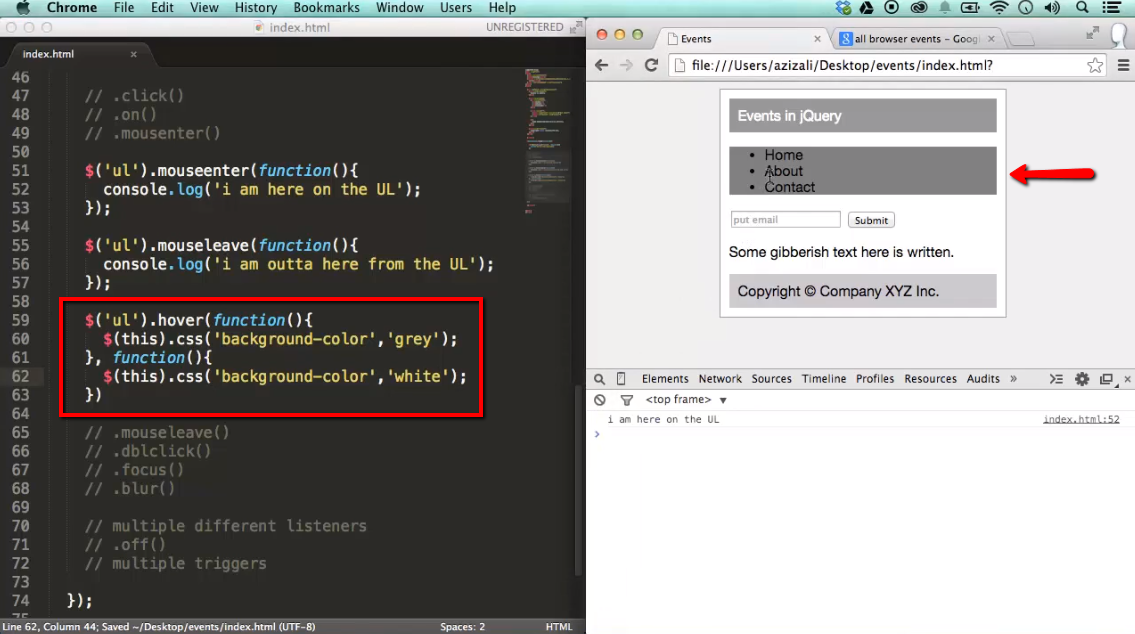 Chrome File Edit View History Bookmarks Window Users Help
index.html UNREGISTERED
index.html ×
46
47 // .click()
48 // .on()
49 // .mousenter()
50
51 $('ul').mouseenter(function(){
52 console.log('i am here on the UL');
53 });
54
55 $('ul').mouseleave(function(){
56 console.log('i am outta here from the UL');
57 });
58
59 $('ul').hover(function(){
60 $(this).css('background-color','grey');
61 }, function(){
62 $(this).css('background-color','white');
63 })
64
65 // .mouseleave()
66 // .dblclick()
67 // .focus()
68 // .blur()
69
70 // multiple different listeners
71 // .off()
72 // multiple triggers
73
74 });
75
Line 62, Column 44; Saved ~/Desktop/events/index.html (UTF-8) Spaces: 2 HTML
Events × all browser events - Goog ×
file:///Users/azizali/Desktop/events/index.html?
Events in jQuery
• Home
• About
• Contact
put email Submit
Some gibberish text here is written.
Copyright © Company XYZ Inc.
Elements Network Sources Timeline Profiles Resources Audits »
<top frame> ▼
i am here on the UL index.html:52
>